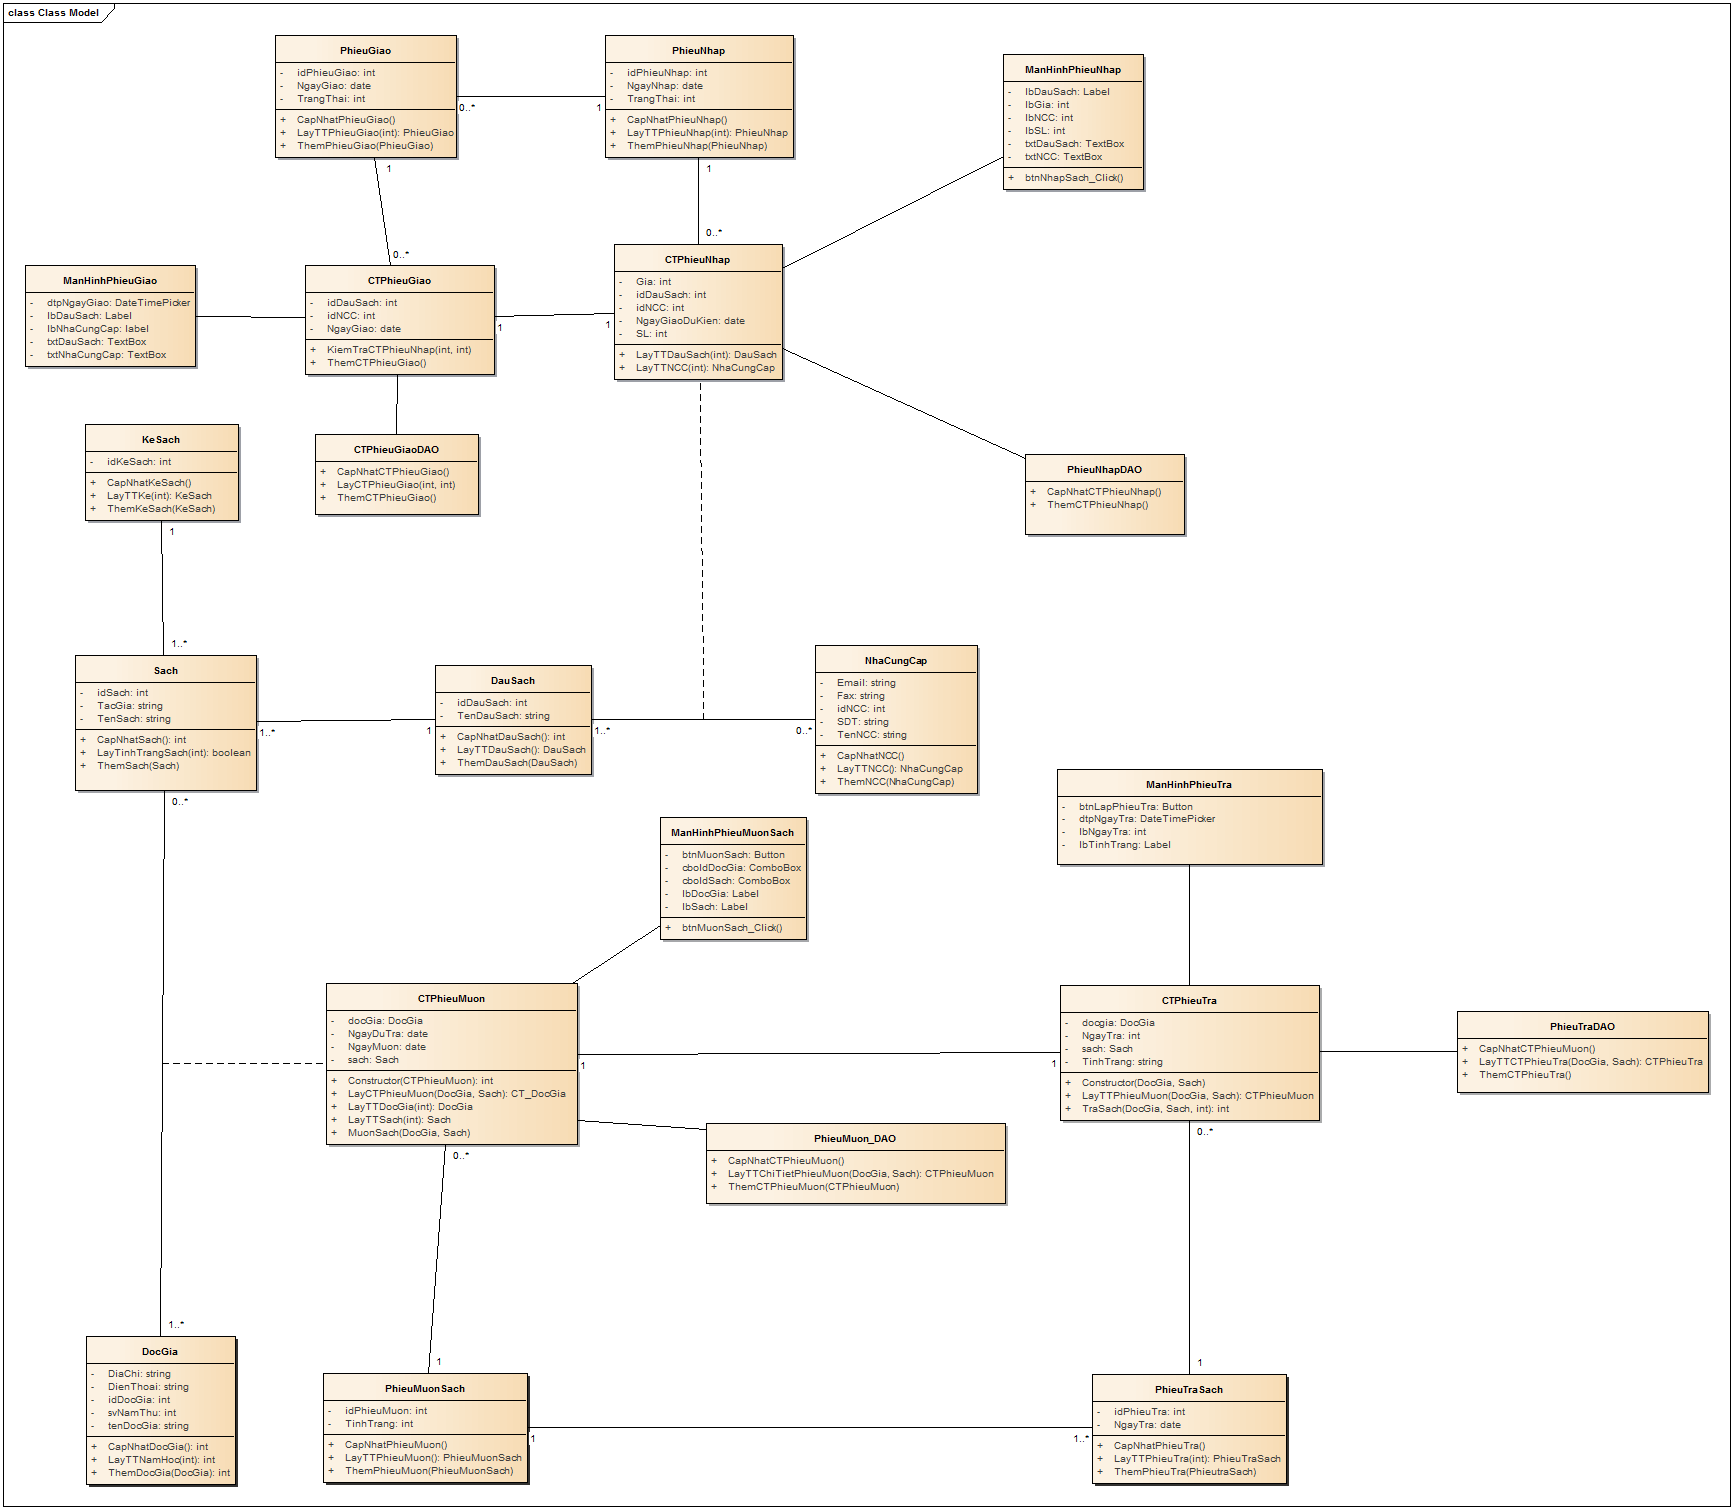 class Class Model
PhieuGiao
- idPhieuGiao: int
- NgayGiao: date
- TrangThai: int
+ CapNhatPhieuGiao()
+ LayTTPhieuGiao(int): PhieuGiao
+ ThemPhieuGiao(PhieuGiao)
0..*
1
1
PhieuNhap
- idPhieuNhap: int
- NgayNhap: date
- TrangThai: int
+ CapNhatPhieuNhap()
+ LayTTPhieuNhap(int): PhieuNhap
+ ThemPhieuNhap(PhieuNhap)
1
ManHinhPhieuNhap
- lbDauSach: Label
- lbGia: int
- lbNCC: int
- lbSL: int
- txtDauSach: TextBox
- txtNCC: TextBox
+ btnNhapSach_Click()
0..*
0..*
ManHinhPhieuGiao
- dtpNgayGiao: DateTimePicker
- lbDauSach: Label
- lbNhaCungCap: label
- txtDauSach: TextBox
- txtNhaCungCap: TextBox
CTPhieuGiao
- idDauSach: int
- idNCC: int
- NgayGiao: date
+ KiemTraCTPhieuNhap(int, int)
+ ThemCTPhieuGiao()
1
1
CTPhieuNhap
- Gia: int
- idDauSach: int
- idNCC: int
- NgayGiaoDuKien: date
- SL: int
+ LayTTDauSach(int): DauSach
+ LayTTNCC(int): NhaCungCap
KeSach
- idKeSach: int
+ CapNhatKeSach()
+ LayTTKe(int): KeSach
+ ThemKeSach(KeSach)
1
CTPhieuGiaoDAO
+ CapNhatCTPhieuGiao()
+ LayCTPhieuGiao(int, int)
+ ThemCTPhieuGiao()
PhieuNhapDAO
+ CapNhatCTPhieuNhap()
+ ThemCTPhieuNhap()
1..*
Sach
- idSach: int
- TacGia: string
- TenSach: string
+ CapNhatSach(): int
+ LayTinhTrangSach(int): boolean
+ ThemSach(Sach)
1..*
1
0..*
DauSach
- idDauSach: int
- TenDauSach: string
+ CapNhatDauSach(): int
+ LayTTDauSach(): DauSach
+ ThemDauSach(DauSach)
1..*
0..*
NhaCungCap
- Email: string
- Fax: string
- idNCC: int
- SDT: string
- TenNCC: string
+ CapNhatNCC()
+ LayTTNCC(): NhaCungCap
+ ThemNCC(NhaCungCap)
ManHinhPhieuTra
- btnLapPhieuTra: Button
- dtpNgayTra: DateTimePicker
- lbNgayTra: int
- lbTinhTrang: Label
ManHinhPhieuMuonSach
- btnMuonSach: Button
- cboIdDocGia: ComboBox
- cboIdSach: ComboBox
- lbDocGia: Label
- lbSach: Label
+ btnMuonSach_Click()
CTPhieuMuon
- docGia: DocGia
- NgayDuTra: date
- NgayMuon: date
- sach: Sach
+ Constructor(CTPhieuMuon): int
+ LayCTPhieuMuon(DocGia, Sach): CT_DocGia
+ LayTTDocGia(int): DocGia
+ LayTTSach(int): Sach
+ MuonSach(DocGia, Sach)
1
1
0..*
CTPhieuTra
- docgia: DocGia
- NgayTra: int
- sach: Sach
- TinhTrang: string
+ Constructor(DocGia, Sach)
+ LayTTPhieuMuon(DocGia, Sach): CTPhieuMuon
+ TraSach(DocGia, Sach, int): int
0..*
PhieuTraDAO
+ CapNhatCTPhieuMuon()
+ LayTTCTPhieuTra(DocGia, Sach): CTPhieuTra
+ ThemCTPhieuTra()
PhieuMuon_DAO
+ CapNhatCTPhieuMuon()
+ LayTTChiTietPhieuMuon(DocGia, Sach): CTPhieuMuon
+ ThemCTPhieuMuon(CTPhieuMuon)
1..*
DocGia
- DiaChi: string
- DienThoai: string
- idDocGia: int
- svNamThu: int
- tenDocGia: string
+ CapNhatDocGia(): int
+ LayTTNamHoc(int): int
+ ThemDocGia(DocGia): int
1
PhieuMuonSach
- idPhieuMuon: int
- TinhTrang: int
+ CapNhatPhieuMuon()
+ LayTTPhieuMuon(): PhieuMuonSach
+ ThemPhieuMuon(PhieuMuonSach)
1
1..*
1
PhieuTraSach
- idPhieuTra: int
- NgayTra: date
+ CapNhatPhieuTra()
+ LayTTPhieuTra(int): PhieuTraSach
+ ThemPhieuTra(PhieutraSach)